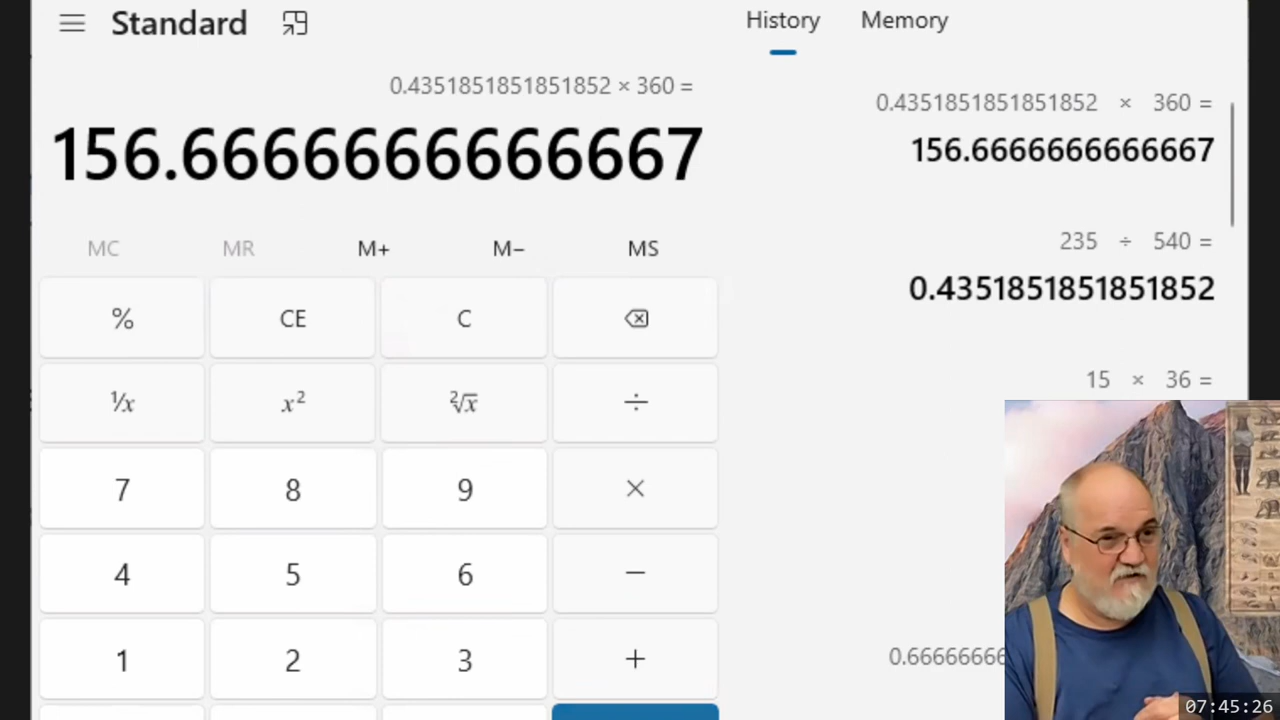 Standard
History Memory
0.4351851851851852 × 360 =
156.6666666666667
0.4351851851851852 × 360 =
156.6666666666667
235 ÷ 540 =
0.4351851851851852
15 × 36 =
0.66666666
MC MR M+ M− MS
% CE C
⅟x x² ²√x ÷
7 8 9 ×
4 5 6 −
1 2 3 +
07:45:26